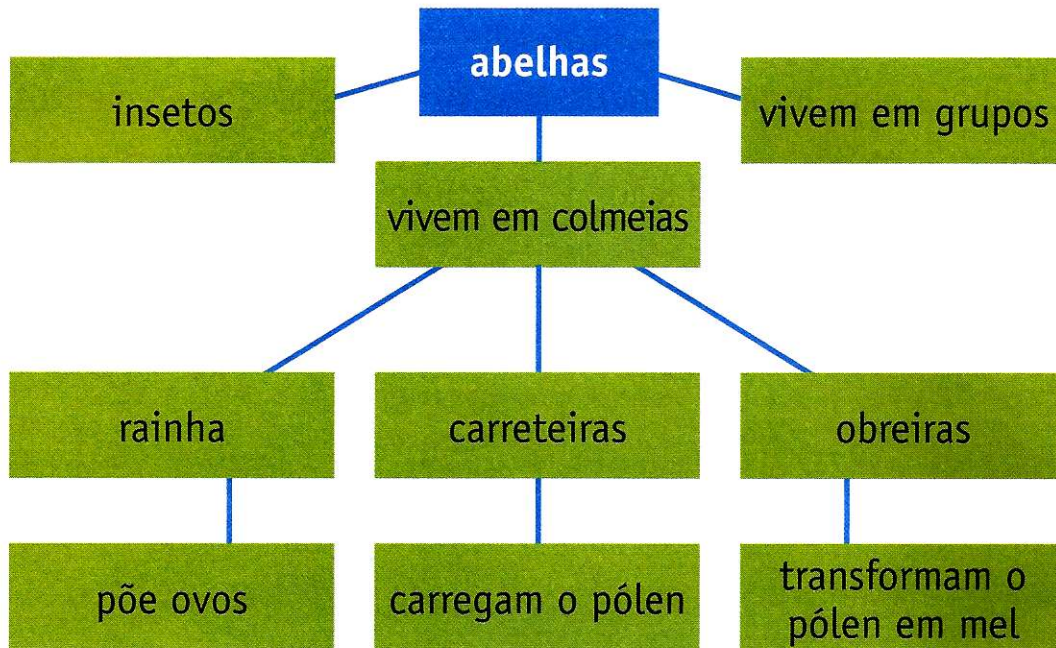 abelhas
insetos
vivem em grupos
vivem em colmeias
rainha
carreteiras
obreiras
põe ovos
carregam o pólen
transformam o
pólen em mel